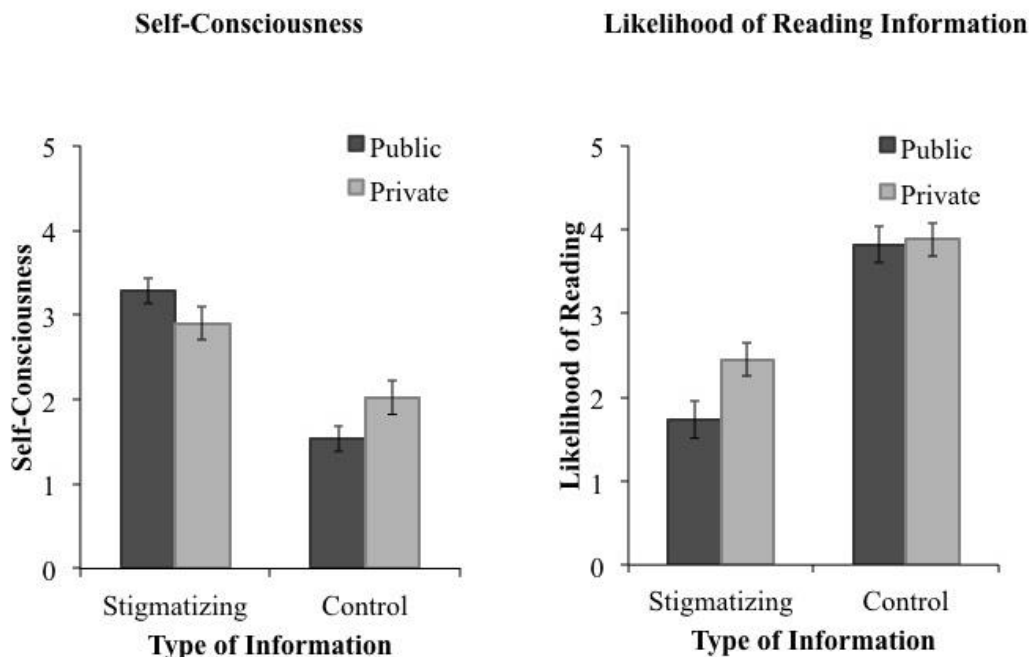 Self-Consciousness
5
4
3
2
1
0
Self-Consciousness
Public
Private
Stigmatizing
Control
Type of Information
Likelihood of Reading Information
5
4
3
2
1
0
Likelihood of Reading
Public
Private
Stigmatizing
Control
Type of Information